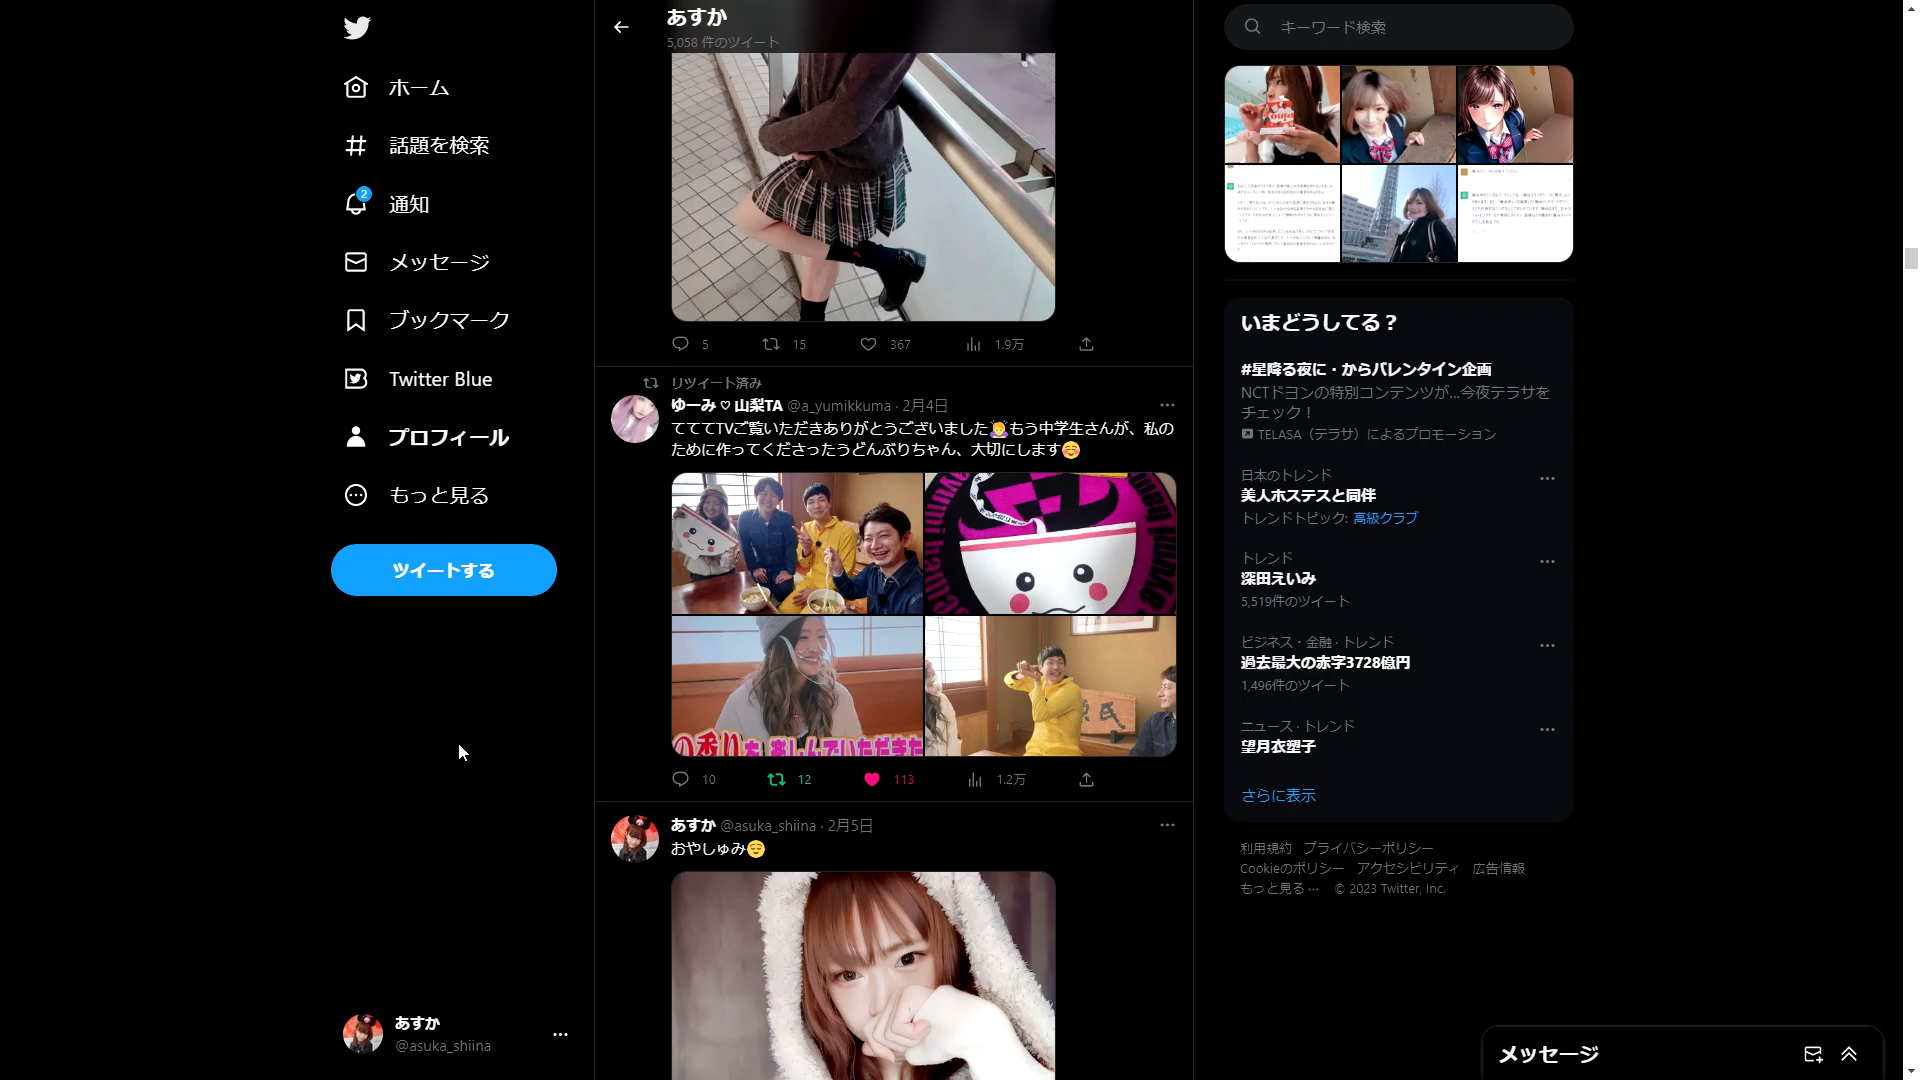 ホーム
話題を検索
2
通知
メッセージ
ブックマーク
Twitter Blue
プロフィール
もっと見る
ツイートする
あすか
@asuka_shiina
あすか
5,058 件のツイート
5
15
367
1.9万
リツイート済み
ゆーみ♡山梨TA @a_yumikkuma · 2月4日
てててTVご覧いただきありがとうございました🙇もう中学生さんが、私の
ために作ってくださったうどんぶりちゃん、大切にします☺️
の香りを楽しんでいただきた
10
12
113
1.2万
あすか @asuka_shiina · 2月5日
おやしゅみ😌
キーワード検索
いまどうしてる？
#星降る夜に・からバレンタイン企画
NCTドヨンの特別コンテンツが...今夜テラサを
チェック！
TELASA（テラサ）によるプロモーション
日本のトレンド
美人ホステスと同伴
トレンドトピック: 高級クラブ
トレンド
深田えいみ
5,519件のツイート
ビジネス・金融 · トレンド
過去最大の赤字3728億円
1,496件のツイート
ニュース · トレンド
望月衣塑子
さらに表示
利用規約 プライバシーポリシー
Cookieのポリシー アクセシビリティ 広告情報
もっと見る ··· © 2023 Twitter, Inc.
メッセージ